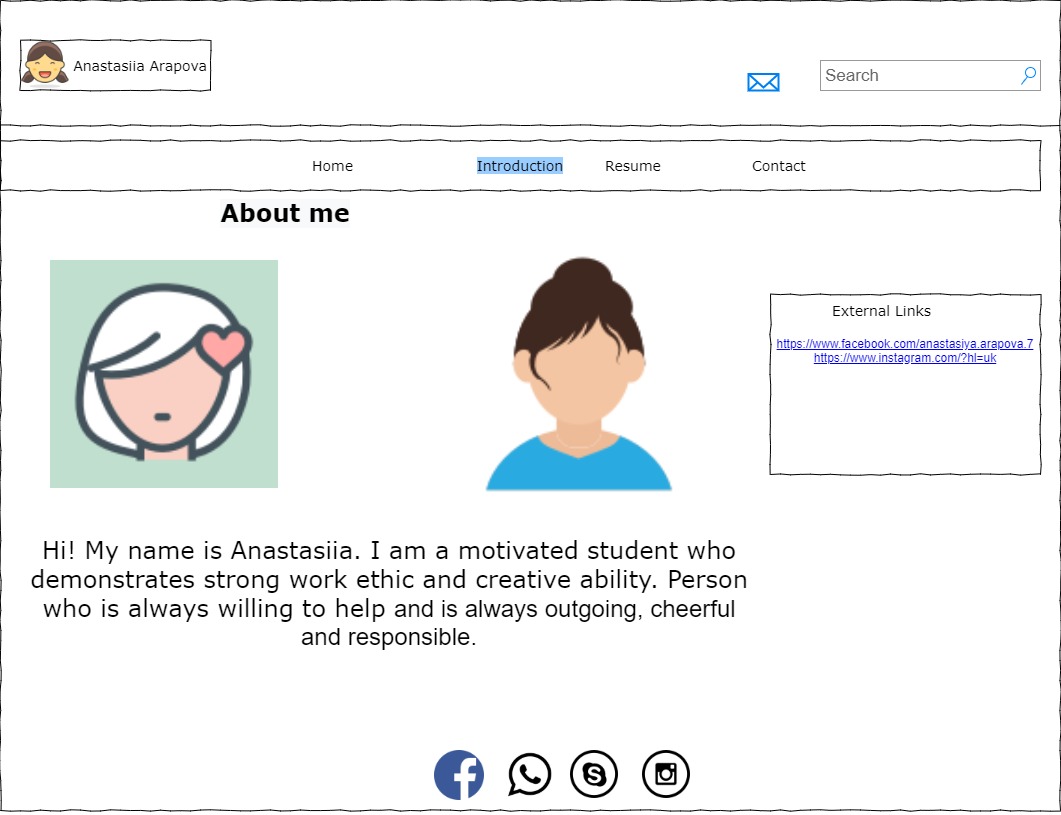 Anastasiia Arapova
Search
Home
Introduction
Resume
Contact
About me
External Links
https://www.facebook.com/anastasiya.arapova.7
https://www.instagram.com/?hl=uk
Hi! My name is Anastasiia. I am a motivated student who
demonstrates strong work ethic and creative ability. Person
who is always willing to help and is always outgoing, cheerful
and responsible.